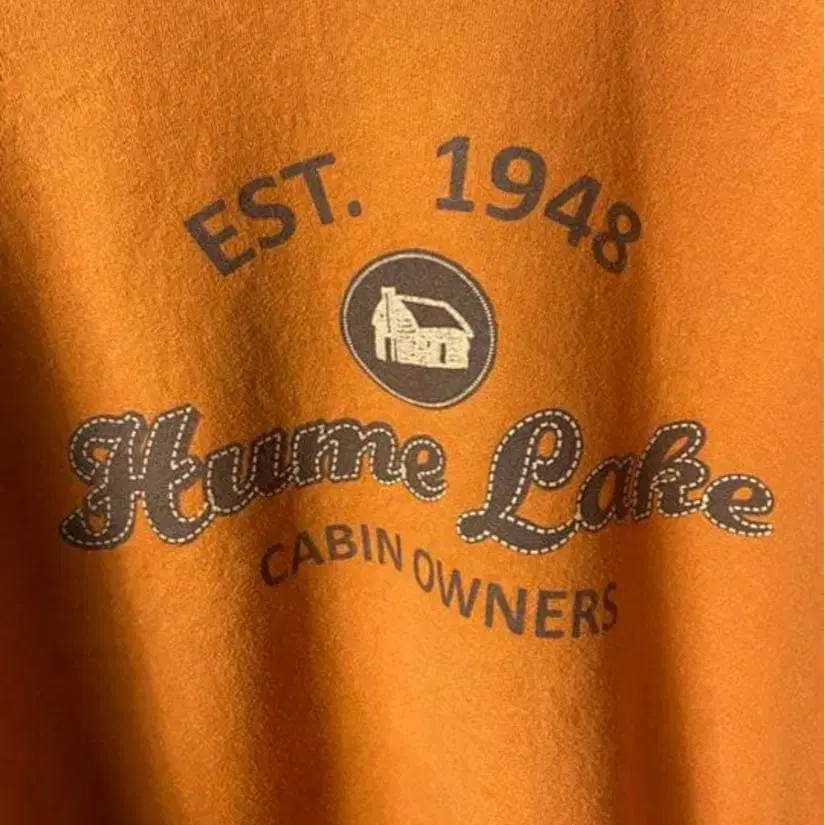 EST. 1948
Hume Lake
CABIN OWNERS